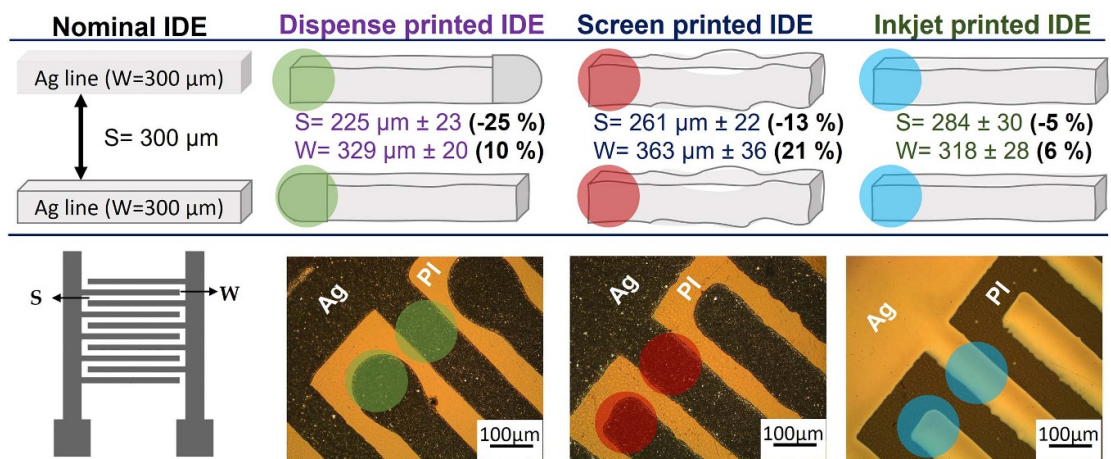 Nominal IDE
Dispense printed IDE
Screen printed IDE
Inkjet printed IDE
Ag line (W=300 µm)
S= 300 µm
Ag line (W=300 µm)
S= 225 µm ± 23 (-25 %)
W= 329 µm ± 20 (10 %)
S= 261 µm ± 22 (-13 %)
W= 363 µm ± 36 (21 %)
S= 284 ± 30 (-5 %)
W= 318 ± 28 (6 %)
S
W
Ag
PI
100µm
Ag
PI
100µm
Ag
PI
100µm